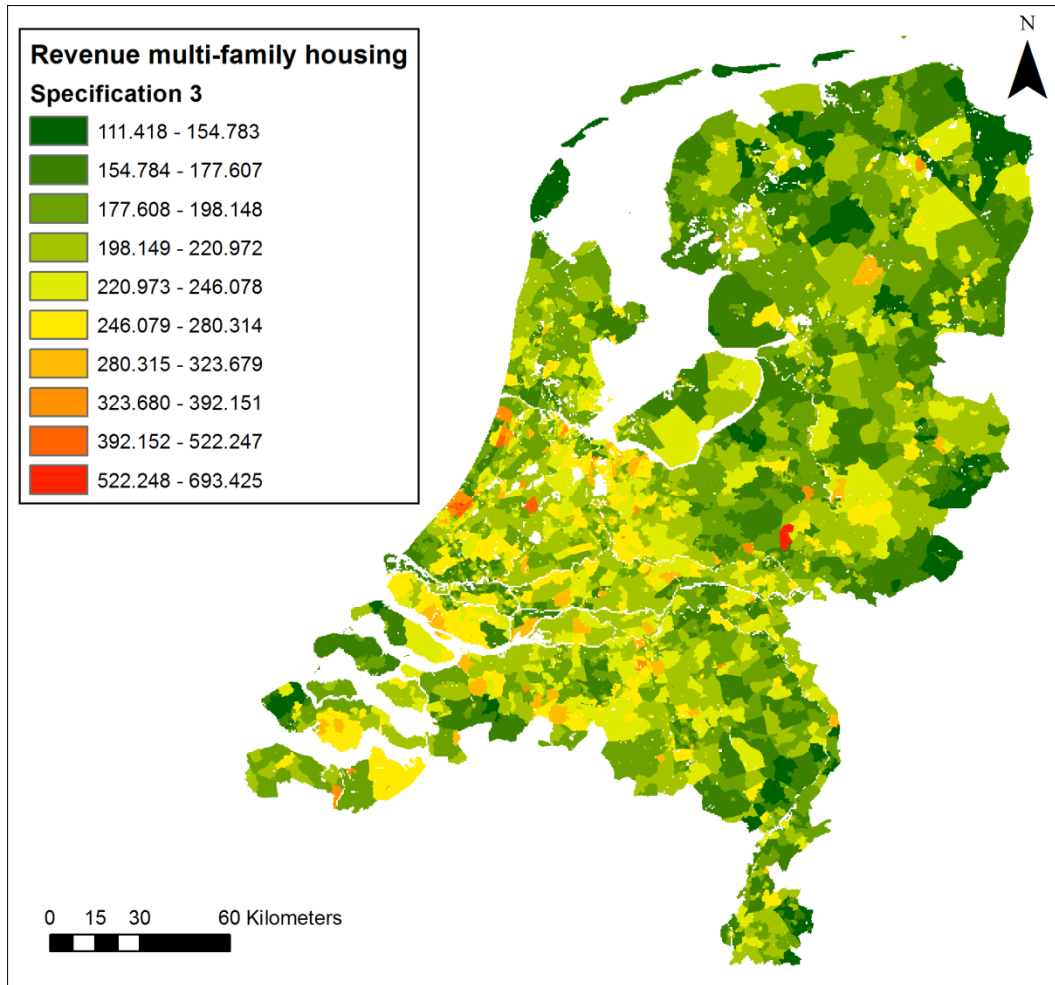 Revenue multi-family housing
Specification 3
111.418 - 154.783
154.784 - 177.607
177.608 - 198.148
198.149 - 220.972
220.973 - 246.078
246.079 - 280.314
280.315 - 323.679
323.680 - 392.151
392.152 - 522.247
522.248 - 693.425
N
0 15 30 60 Kilometers